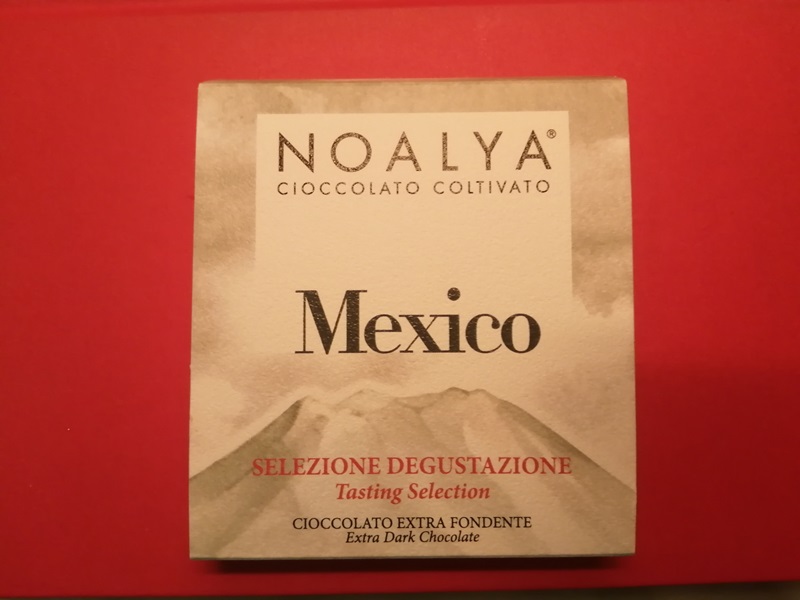 NOALYA®
CIOCCOLATO COLTIVATO
Mexico
SELEZIONE DEGUSTAZIONE
Tasting Selection
CIOCCOLATO EXTRA FONDENTE
Extra Dark Chocolate